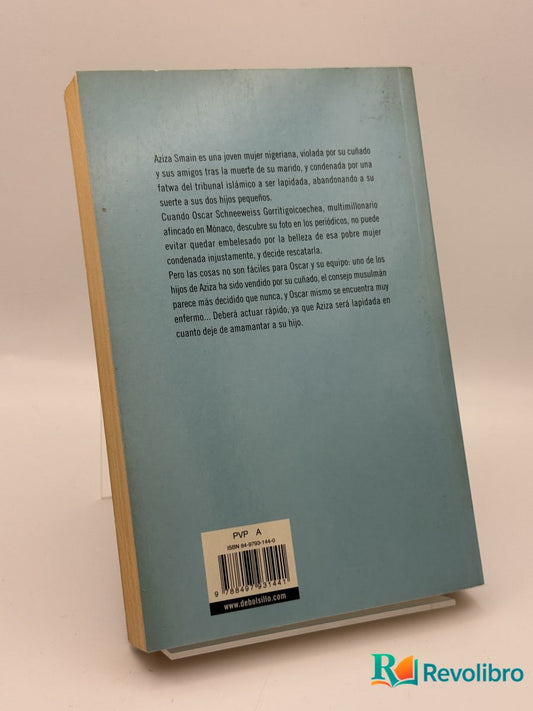 Aziza Smain es una joven mujer nigeriana, violada por su cuñado
y sus amigos tras la muerte de su marido, y condenada por una
fatwa del tribunal islámico a ser lapidada, abandonando a su
suerte a sus dos hijos pequeños.
Cuando Oscar Schneeweiss Gorritigoicoechea, multimillonario
afincado en Mónaco, descubre su foto en los periódicos, no puede
evitar quedar embelesado por la belleza de esa pobre mujer
condenada injustamente, y decide rescatarla.
Pero las cosas no son fáciles para Oscar y su equipo: uno de los
hijos de Aziza ha sido vendido por su cuñado, el consejo musulmán
parece más decidido que nunca, y Oscar mismo se encuentra muy
enfermo... Deberá actuar rápido, ya que Aziza será lapidada en
cuanto deje de amamantar a su hijo.
PVP A
ISBN 84-9793-144-0
9 788497 931441
www.debolsillo.com
R Revolibro